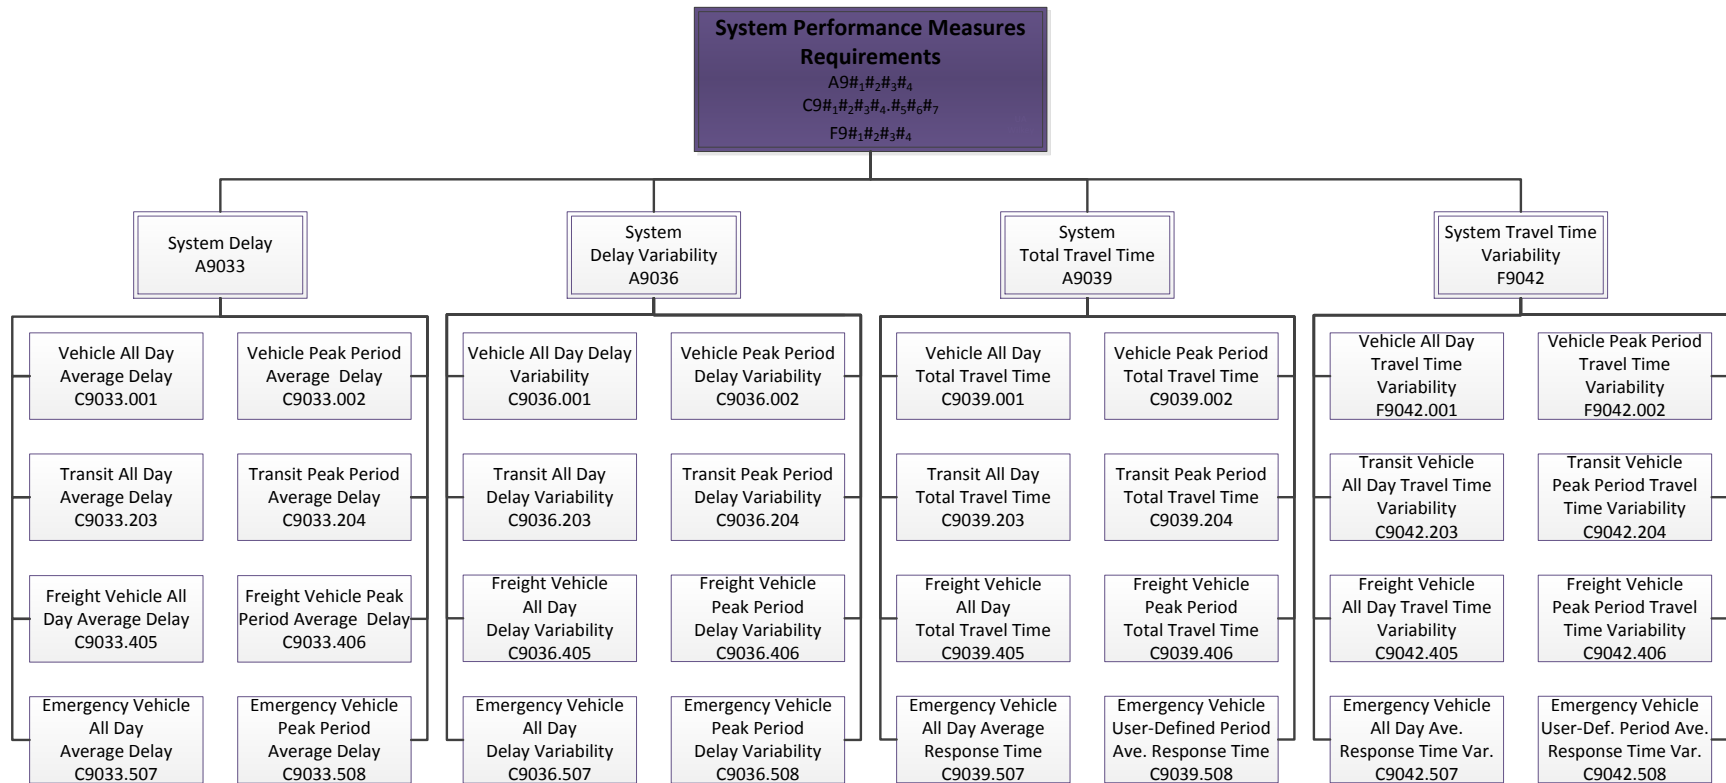 System Performance Measures
Requirements
A9#₁#₂#₃#₄
C9#₁#₂#₃#₄.#₅#₆#₇
F9#₁#₂#₃#₄
System Delay
A9033
System
Delay Variability
A9036
System
Total Travel Time
A9039
System Travel Time
Variability
F9042
Vehicle All Day
Average Delay
C9033.001
Vehicle Peak Period
Average Delay
C9033.002
Vehicle All Day Delay
Variability
C9036.001
Vehicle Peak Period
Delay Variability
C9036.002
Vehicle All Day
Total Travel Time
C9039.001
Vehicle Peak Period
Total Travel Time
C9039.002
Vehicle All Day
Travel Time
Variability
F9042.001
Vehicle Peak Period
Travel Time
Variability
F9042.002
Transit All Day
Average Delay
C9033.203
Transit Peak Period
Average Delay
C9033.204
Transit All Day
Delay Variability
C9036.203
Transit Peak Period
Delay Variability
C9036.204
Transit All Day
Total Travel Time
C9039.203
Transit Peak Period
Total Travel Time
C9039.204
Transit Vehicle
All Day Travel Time
Variability
C9042.203
Transit Vehicle
Peak Period Travel
Time Variability
C9042.204
Freight Vehicle All
Day Average Delay
C9033.405
Freight Vehicle Peak
Period Average Delay
C9033.406
Freight Vehicle
All Day
Delay Variability
C9036.405
Freight Vehicle
Peak Period
Delay Variability
C9036.406
Freight Vehicle
All Day
Total Travel Time
C9039.405
Freight Vehicle
Peak Period
Total Travel Time
C9039.406
Freight Vehicle
All Day Travel Time
Variability
C9042.405
Freight Vehicle
Peak Period Travel
Time Variability
C9042.406
Emergency Vehicle
All Day
Average Delay
C9033.507
Emergency Vehicle
Peak Period
Average Delay
C9033.508
Emergency Vehicle
All Day
Delay Variability
C9036.507
Emergency Vehicle
Peak Period
Delay Variability
C9036.508
Emergency Vehicle
All Day Average
Response Time
C9039.507
Emergency Vehicle
User-Defined Period
Ave. Response Time
C9039.508
Emergency Vehicle
All Day Ave.
Response Time Var.
C9042.507
Emergency Vehicle
User-Def. Period Ave.
Response Time Var.
C9042.508